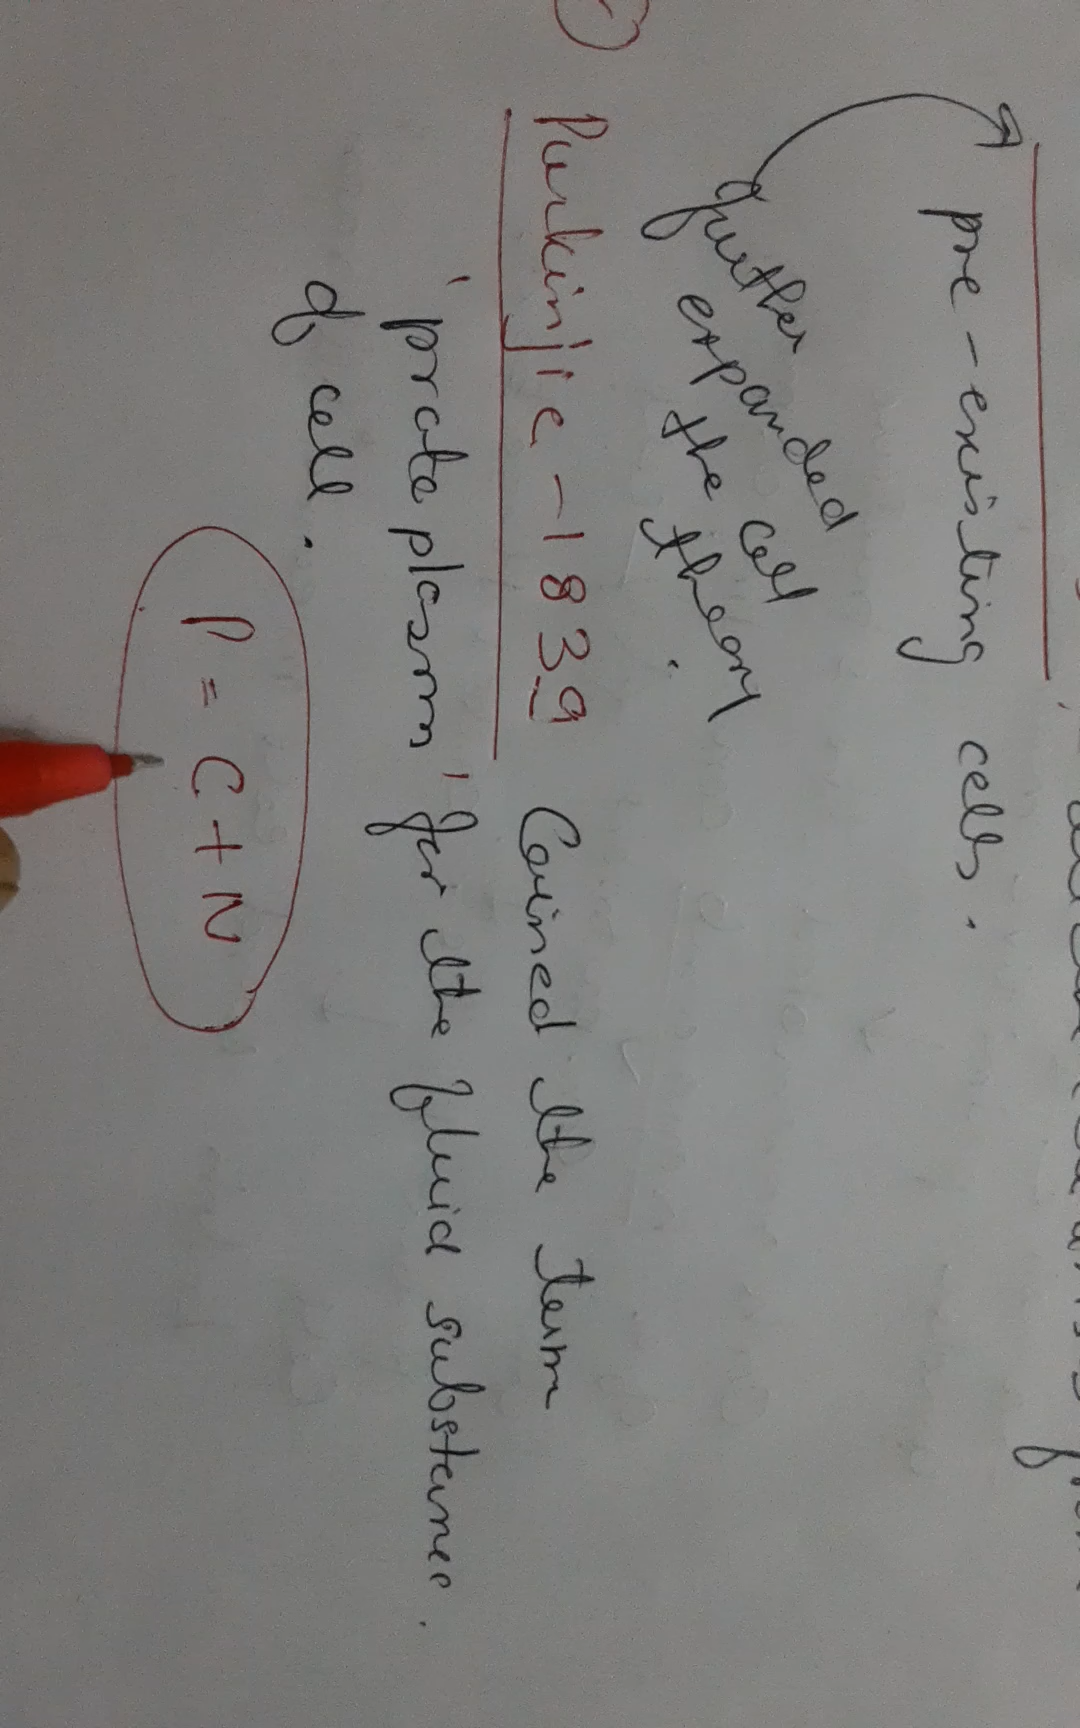 pre-existing cells.
further
expanded
the cell
theory.
Purkinje-1839 Coined the term
'protoplasm' for the fluid substance.
of cell.
P = C + N